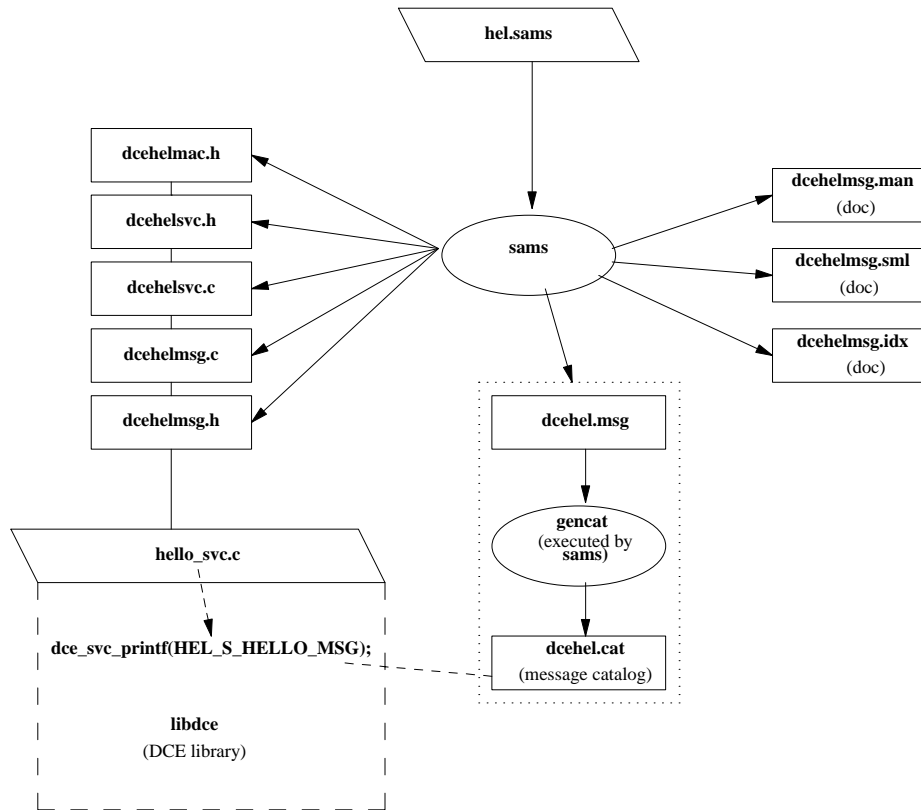 hel.sams
dcehelmac.h
dcehelsvc.h
dcehelsvc.c
dcehelmsg.c
dcehelmsg.h
sams
dcehelmsg.man
(doc)
dcehelmsg.sml
(doc)
dcehelmsg.idx
(doc)
dcehel.msg
gencat
(executed by
sams)
dcehel.cat
(message catalog)
hello_svc.c
dce_svc_printf(HEL_S_HELLO_MSG);
libdce
(DCE library)